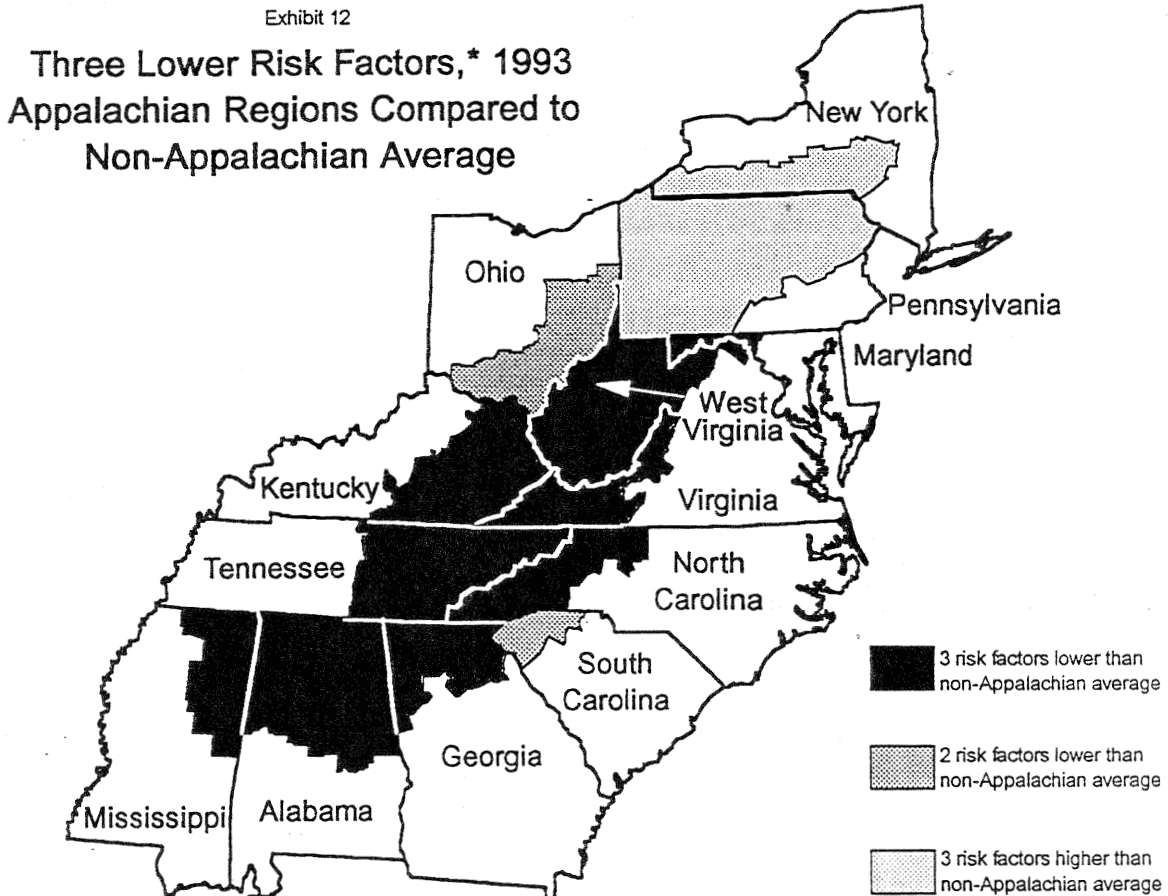 Exhibit 12
Three Lower Risk Factors,* 1993
Appalachian Regions Compared to
Non-Appalachian Average
New York
Ohio
Pennsylvania
Maryland
West
Virginia
Kentucky
Virginia
Tennessee
North
Carolina
South
Carolina
Georgia
Mississippi
Alabama
3 risk factors lower than
non-Appalachian average
2 risk factors lower than
non-Appalachian average
3 risk factors higher than
non-Appalachian average